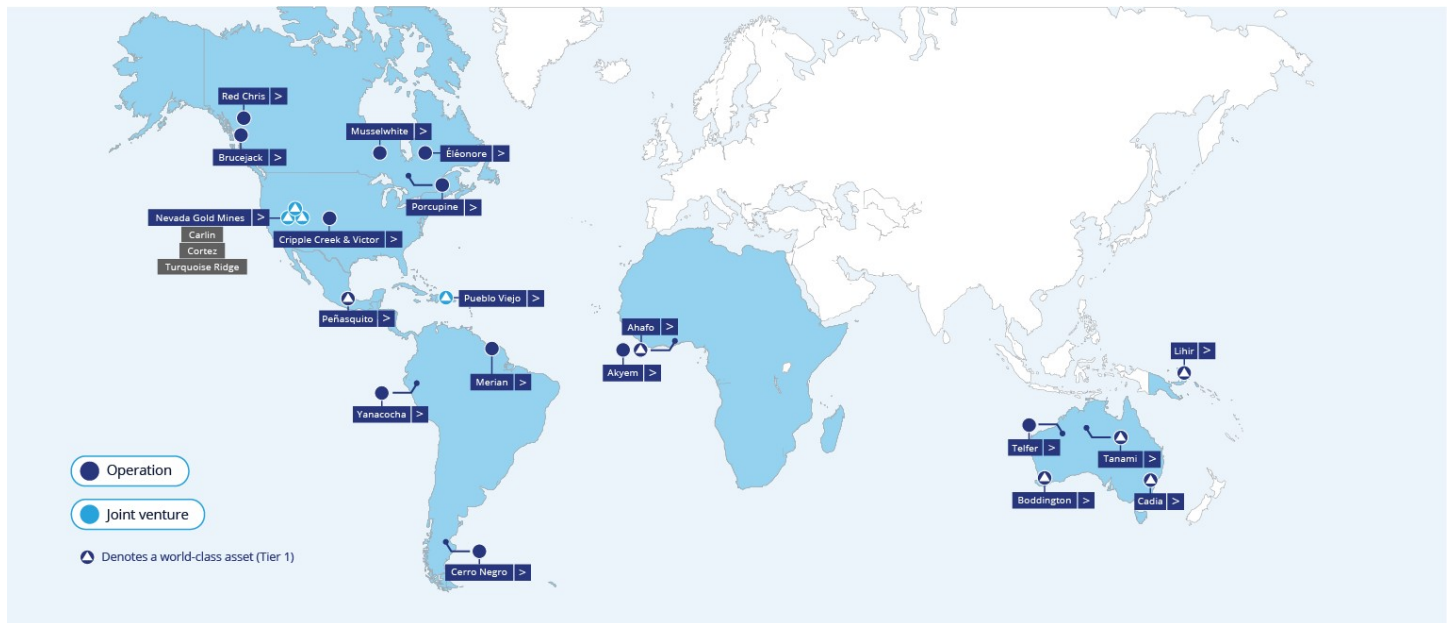 Red Chris >
Brucejack >
Musselwhite >
Éléonore >
Porcupine >
Nevada Gold Mines >
Carlin
Cortez
Turquoise Ridge
Cripple Creek & Victor >
Peñasquito >
Pueblo Viejo >
Merian >
Yanacocha >
Cerro Negro >
Ahafo >
Akyem >
Lihir >
Telfer >
Tanami >
Boddington >
Cadia >
Operation
Joint venture
Denotes a world-class asset (Tier 1)